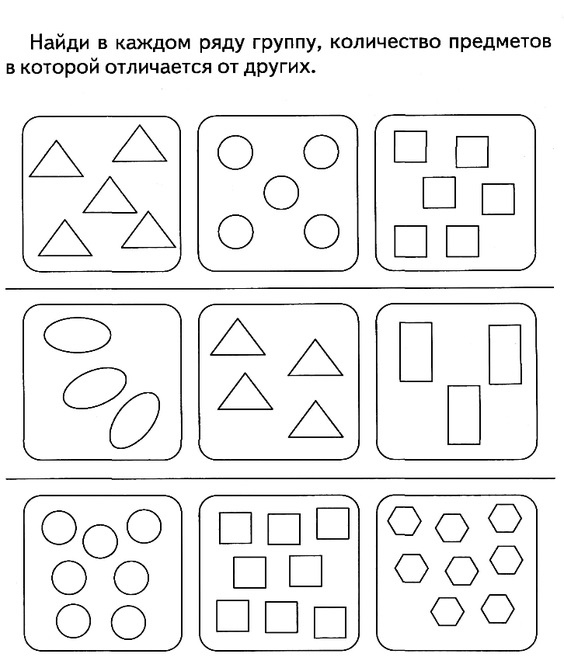 Найди в каждом ряду группу, количество предметов
в которой отличается от других.